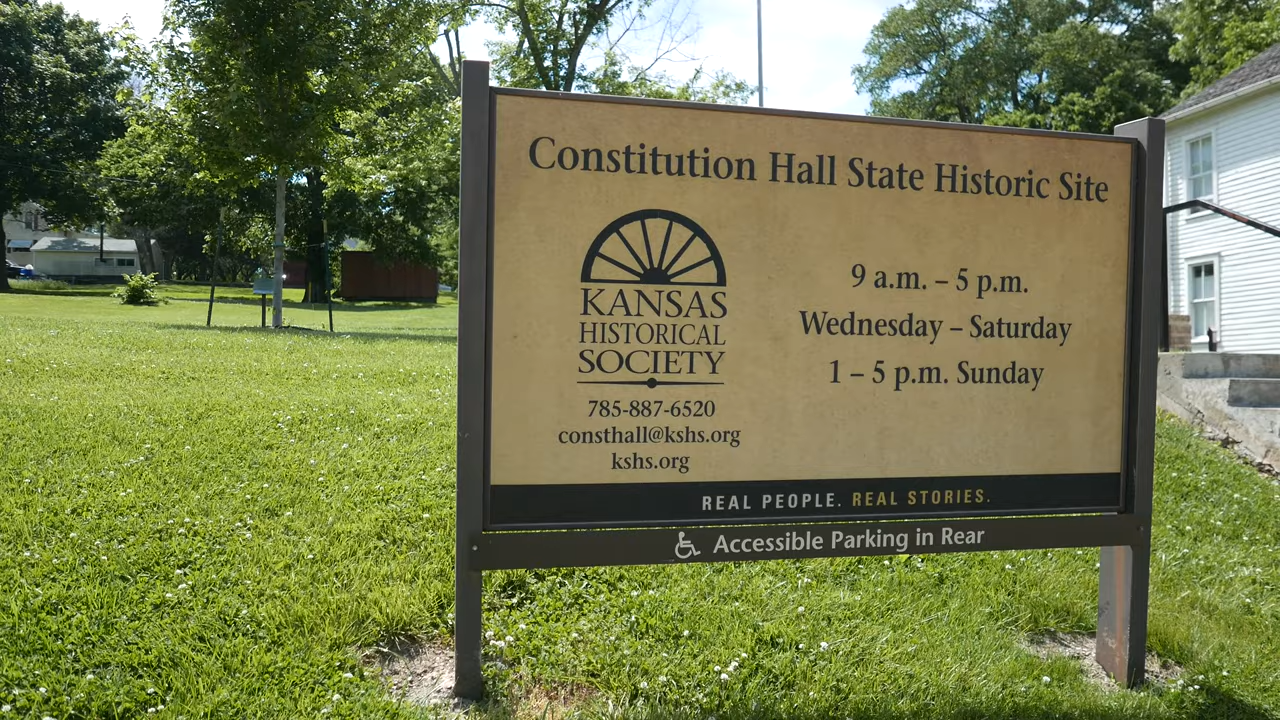 Constitution Hall State Historic Site
KANSAS
HISTORICAL
SOCIETY
785-887-6520
consthall@kshs.org
kshs.org
9 a.m. – 5 p.m.
Wednesday – Saturday
1 – 5 p.m. Sunday
REAL PEOPLE. REAL STORIES.
Accessible Parking in Rear